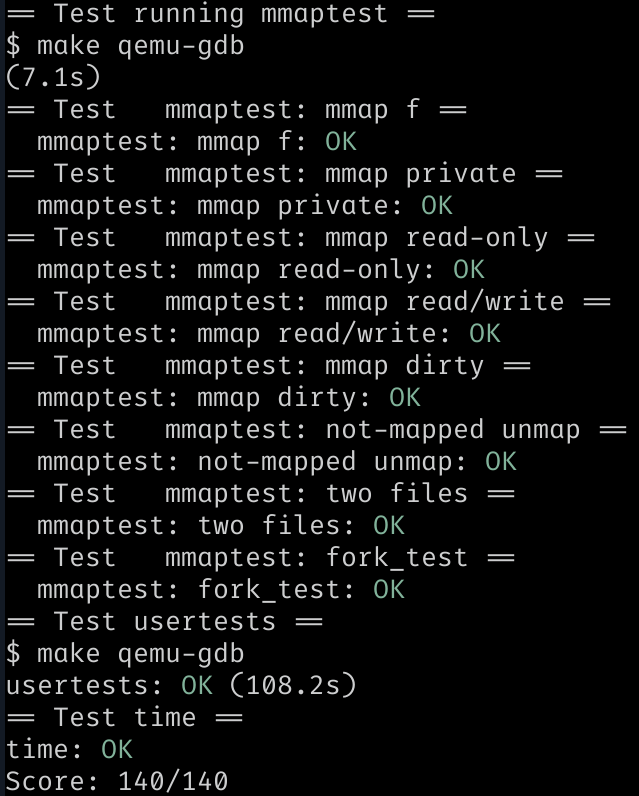 == Test running mmaptest ==
$ make qemu-gdb
(7.1s)
== Test   mmaptest: mmap f ==
  mmaptest: mmap f: OK
== Test   mmaptest: mmap private ==
  mmaptest: mmap private: OK
== Test   mmaptest: mmap read-only ==
  mmaptest: mmap read-only: OK
== Test   mmaptest: mmap read/write ==
  mmaptest: mmap read/write: OK
== Test   mmaptest: mmap dirty ==
  mmaptest: mmap dirty: OK
== Test   mmaptest: not-mapped unmap ==
  mmaptest: not-mapped unmap: OK
== Test   mmaptest: two files ==
  mmaptest: two files: OK
== Test   mmaptest: fork_test ==
  mmaptest: fork_test: OK
== Test usertests ==
$ make qemu-gdb
usertests: OK (108.2s)
== Test time ==
time: OK
Score: 140/140